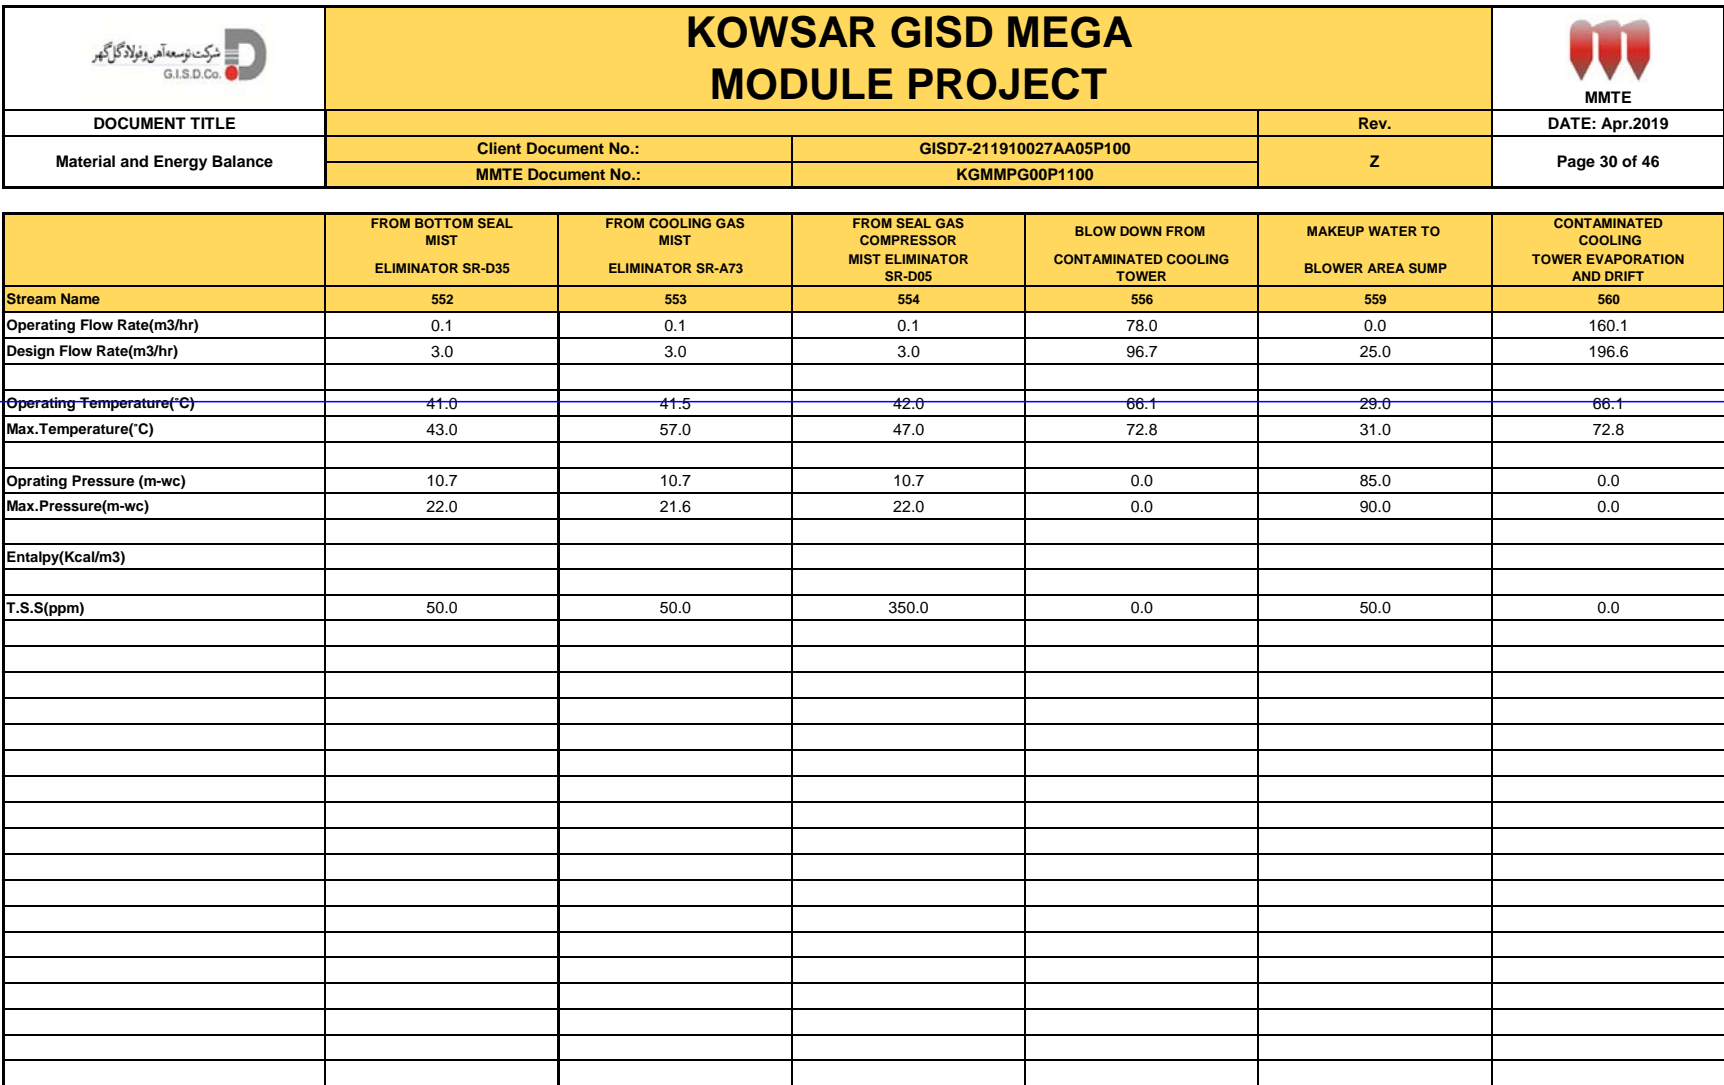 شرکت توسعه آهن و فولاد گل گهر
G.I.S.D.Co.
KOWSAR GISD MEGA
MODULE PROJECT
MMTE
DOCUMENT TITLE
Rev.
DATE: Apr.2019
Material and Energy Balance
Client Document No.:
GISD7-211910027AA05P100
Z
Page 30 of 46
MMTE Document No.:
KGMMPG00P1100
FROM BOTTOM SEAL
MIST
ELIMINATOR SR-D35
FROM COOLING GAS
MIST
ELIMINATOR SR-A73
FROM SEAL GAS
COMPRESSOR
MIST ELIMINATOR
SR-D05
BLOW DOWN FROM
CONTAMINATED COOLING
TOWER
MAKEUP WATER TO
BLOWER AREA SUMP
CONTAMINATED
COOLING
TOWER EVAPORATION
AND DRIFT
Stream Name 552 553 554 556 559 560
Operating Flow Rate(m3/hr) 0.1 0.1 0.1 78.0 0.0 160.1
Design Flow Rate(m3/hr) 3.0 3.0 3.0 96.7 25.0 196.6
Operating Temperature(°C) 41.0 41.5 42.0 66.1 29.0 66.1
Max.Temperature(°C) 43.0 57.0 47.0 72.8 31.0 72.8
Oprating Pressure (m-wc) 10.7 10.7 10.7 0.0 85.0 0.0
Max.Pressure(m-wc) 22.0 21.6 22.0 0.0 90.0 0.0
Entalpy(Kcal/m3)
T.S.S(ppm) 50.0 50.0 350.0 0.0 50.0 0.0